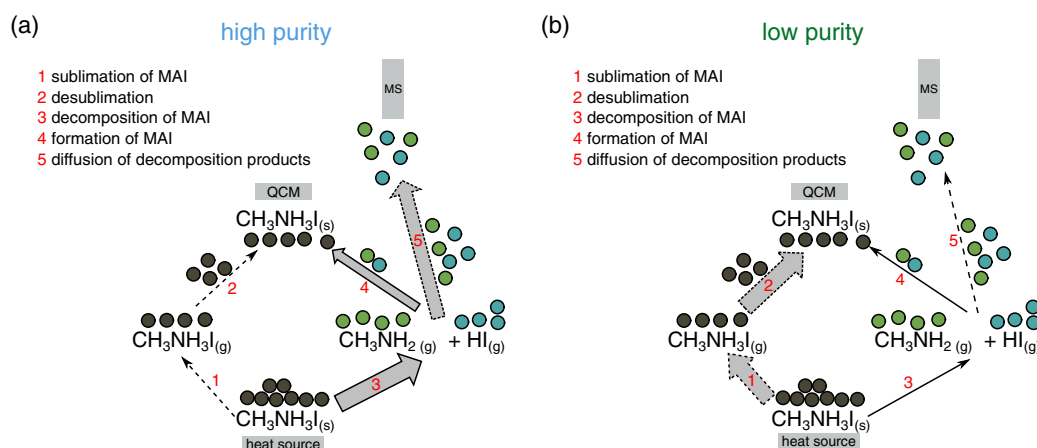 (a)
high purity
1 sublimation of MAI
2 desublimation
3 decomposition of MAI
4 formation of MAI
5 diffusion of decomposition products
MS
QCM
CH₃NH₃I(s)
5
2
4
CH₃NH₃I(g)
CH₃NH₂ (g) + HI(g)
1
3
CH₃NH₃I(s)
heat source
(b)
low purity
1 sublimation of MAI
2 desublimation
3 decomposition of MAI
4 formation of MAI
5 diffusion of decomposition products
MS
QCM
CH₃NH₃I(s)
5
2
4
CH₃NH₃I(g)
CH₃NH₂ (g) + HI(g)
1
3
CH₃NH₃I(s)
heat source